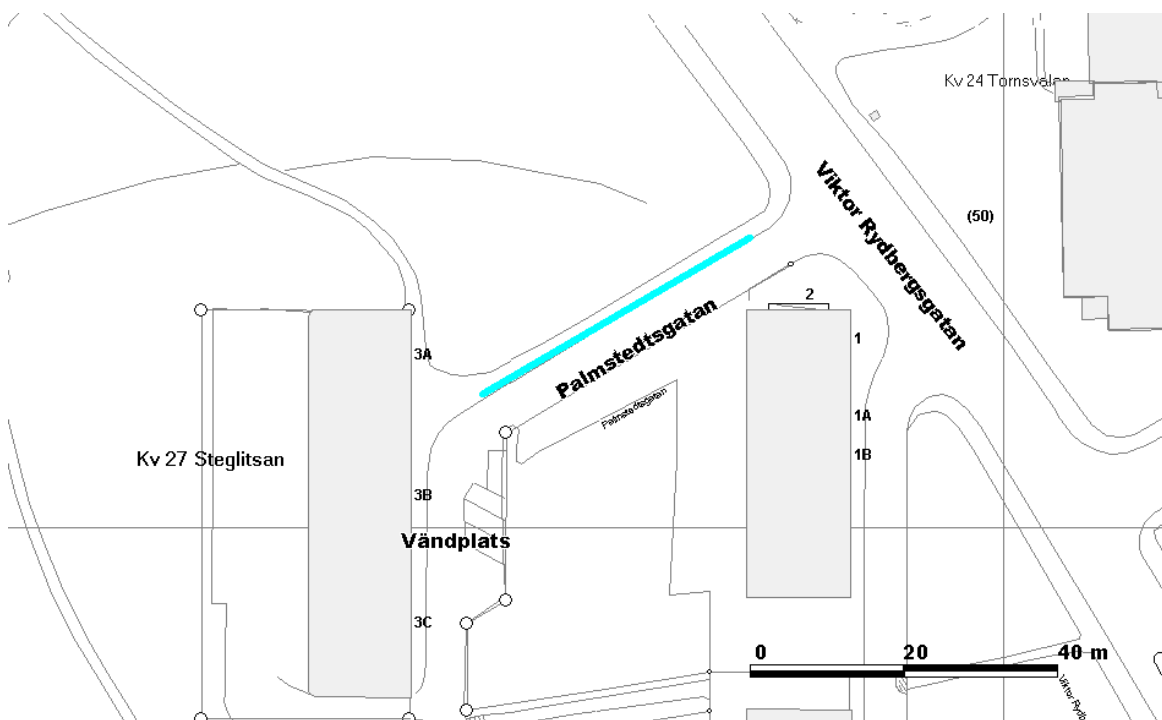 Kv 24 Tornsvalan
Viktor Rydbergsgatan
(50)
2
Palmstedtsgatan
1
3A
Palmstedtsgatan
1A
1B
Kv 27 Steglitsan
3B
Vändplats
3C
0 20 40 m